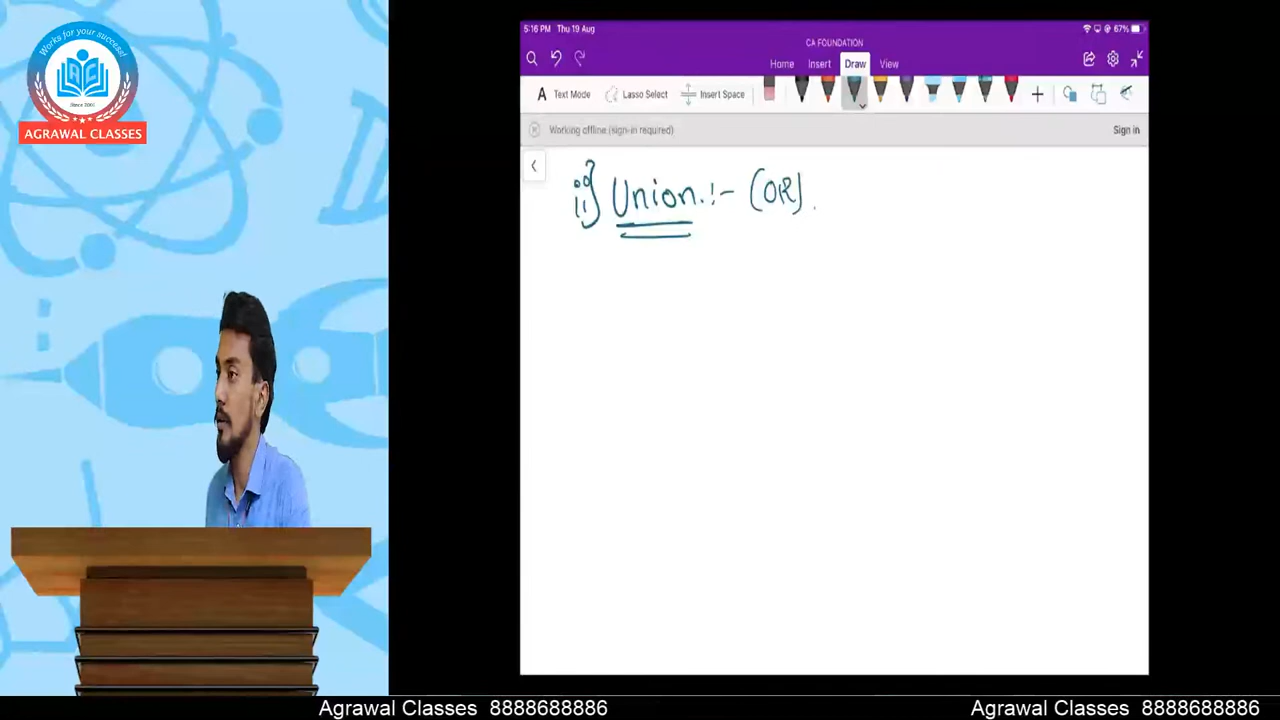 Works for your success!
AC
Since 2001
AGRAWAL CLASSES
5:16 PM Thu 19 Aug
67%
CA FOUNDATION
Home Insert Draw View
A Text Mode Lasso Select Insert Space
Working offline (sign-in required) Sign in
ii} Union :- (OR).
Agrawal Classes 8888688886 Agrawal Classes 8888688886